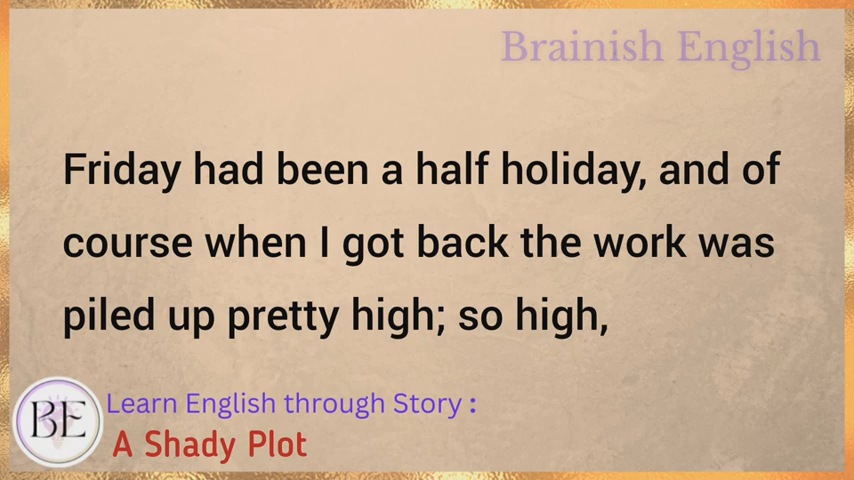 Brainish English
Friday had been a half holiday, and of
course when I got back the work was
piled up pretty high; so high,
BE
Learn English through Story :
A Shady Plot